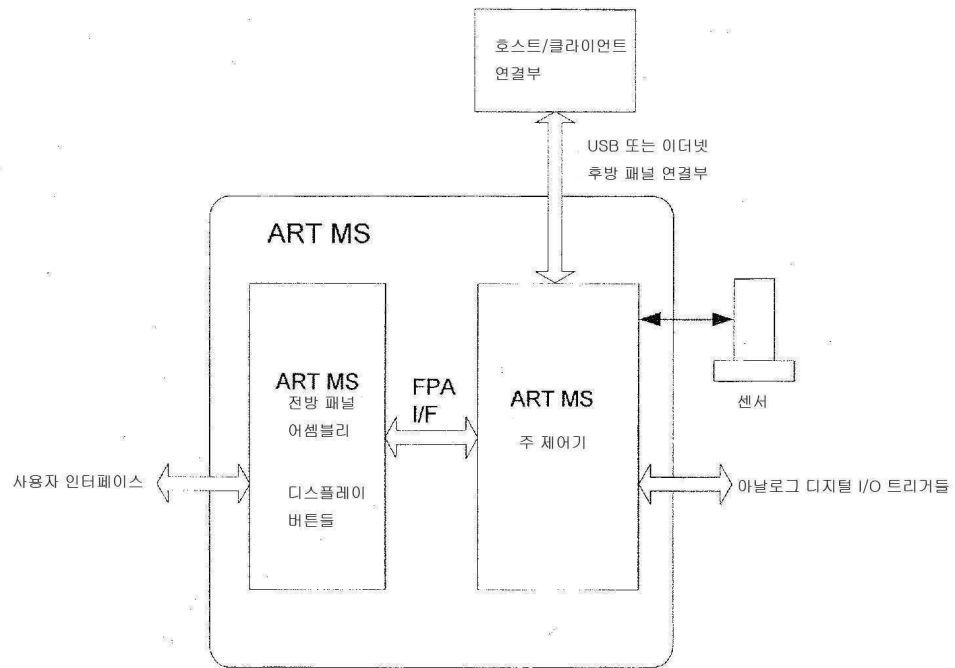 호스트/클라이언트
연결부
USB 또는 이더넷
후방 패널 연결부
ART MS
ART MS
전방 패널
어셈블리
디스플레이
버튼들
FPA
I/F
ART MS
주 제어기
센서
사용자 인터페이스
아날로그 디지털 I/O 트리거들